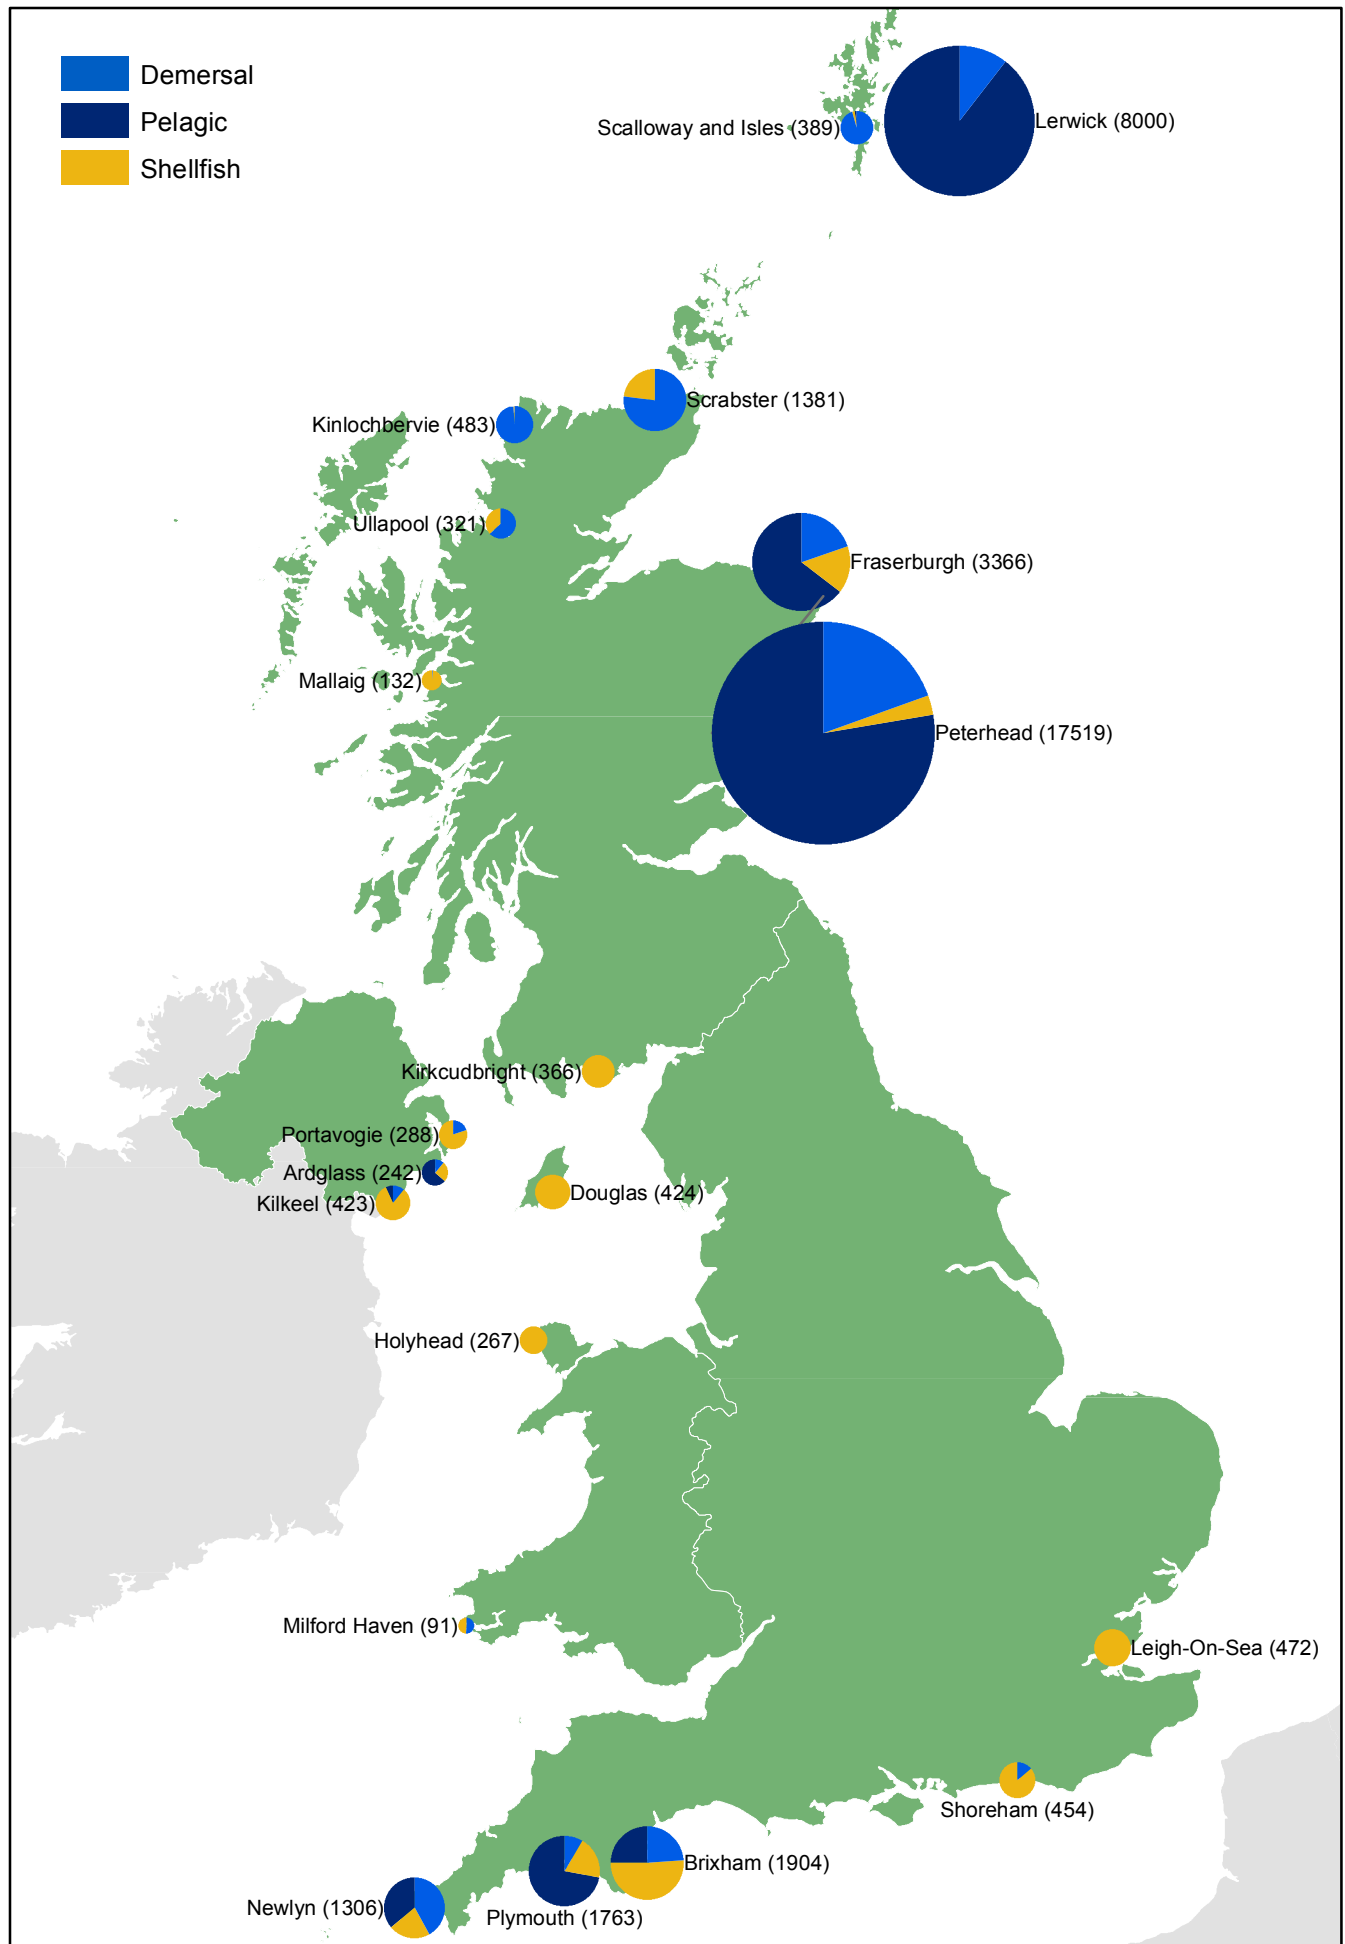 Demersal
Pelagic
Shellfish
Scalloway and Isles (389)
Lerwick (8000)
Scrabster (1381)
Kinlochbervie (483)
Ullapool (321)
Fraserburgh (3366)
Mallaig (132)
Peterhead (17519)
Kirkcudbright (366)
Portavogie (288)
Ardglass (242)
Kilkeel (423)
Douglas (424)
Holyhead (267)
Milford Haven (91)
Leigh-On-Sea (472)
Shoreham (454)
Brixham (1904)
Newlyn (1306)
Plymouth (1763)